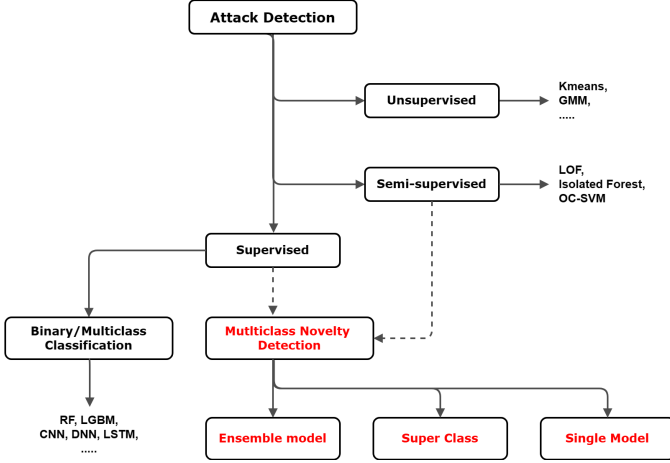 Attack Detection
Unsupervised
Kmeans,
GMM,
.....
Semi-supervised
LOF,
Isolated Forest,
OC-SVM
Supervised
Binary/Multiclass
Classification
Mutlticlass Novelty
Detection
RF, LGBM,
CNN, DNN, LSTM,
.....
Ensemble model
Super Class
Single Model